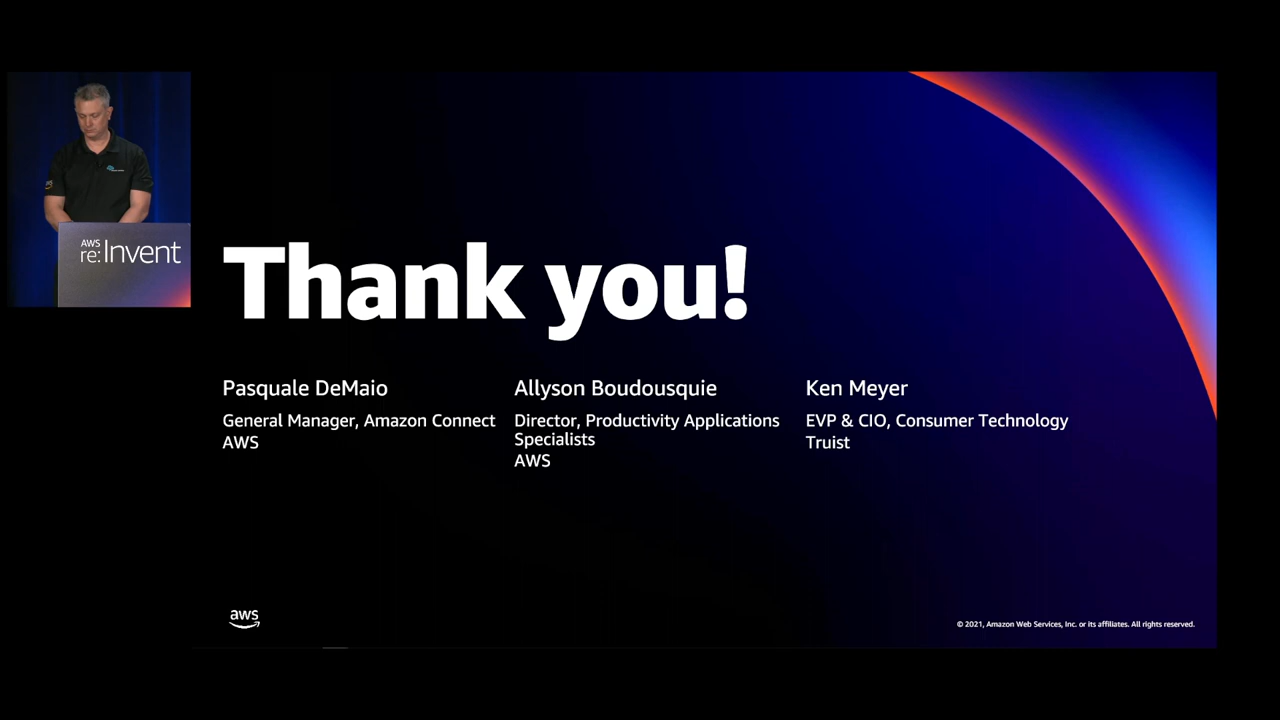 AWS
re:Invent
Thank you!
Pasquale DeMaio
General Manager, Amazon Connect
AWS
Allyson Boudousquie
Director, Productivity Applications
Specialists
AWS
Ken Meyer
EVP & CIO, Consumer Technology
Truist
aws
© 2021, Amazon Web Services, Inc. or its affiliates. All rights reserved.